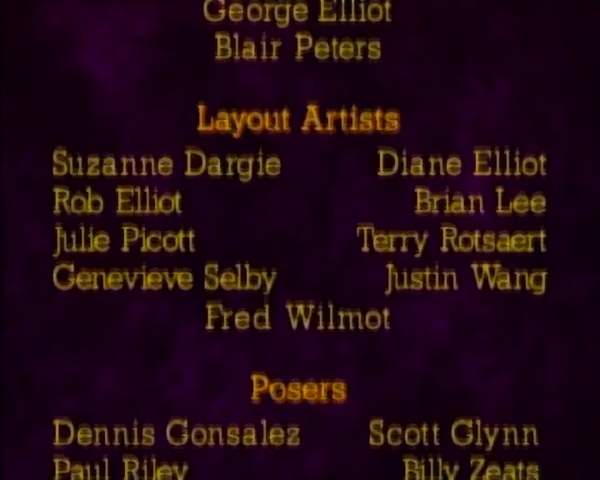 George Elliot
Blair Peters
Layout Artists
Suzanne Dargie Diane Elliot
Rob Elliot Brian Lee
Julie Picott Terry Rotsaert
Genevieve Selby Justin Wang
Fred Wilmot
Posers
Dennis Gonsalez Scott Glynn
Paul Riley Billy Zeats